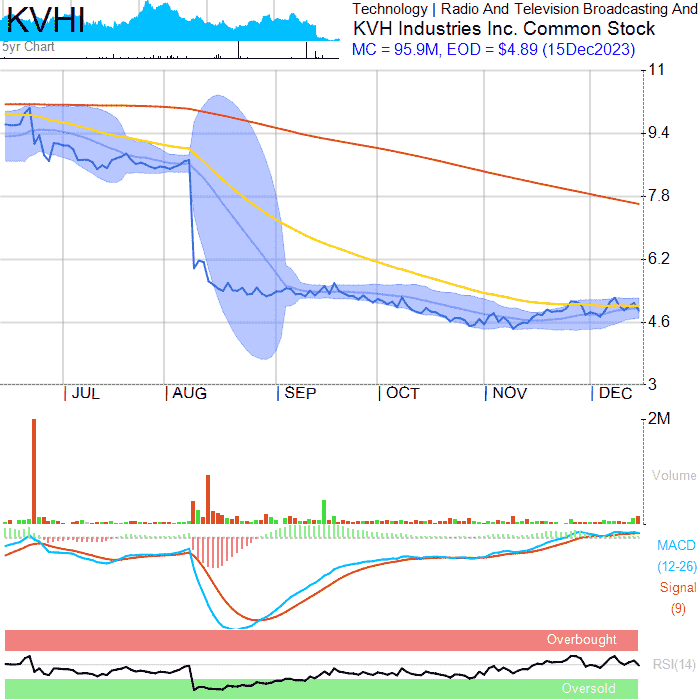 KVHI
5yr Chart
Technology | Radio And Television Broadcasting And
KVH Industries Inc. Common Stock
MC = 95.9M, EOD = $4.89 (15Dec2023)
11
9.4
7.8
6.2
4.6
3
JUL
AUG
SEP
OCT
NOV
DEC
2M
Volume
MACD
(12-26)
Signal
(9)
Overbought
RSI(14)
Oversold